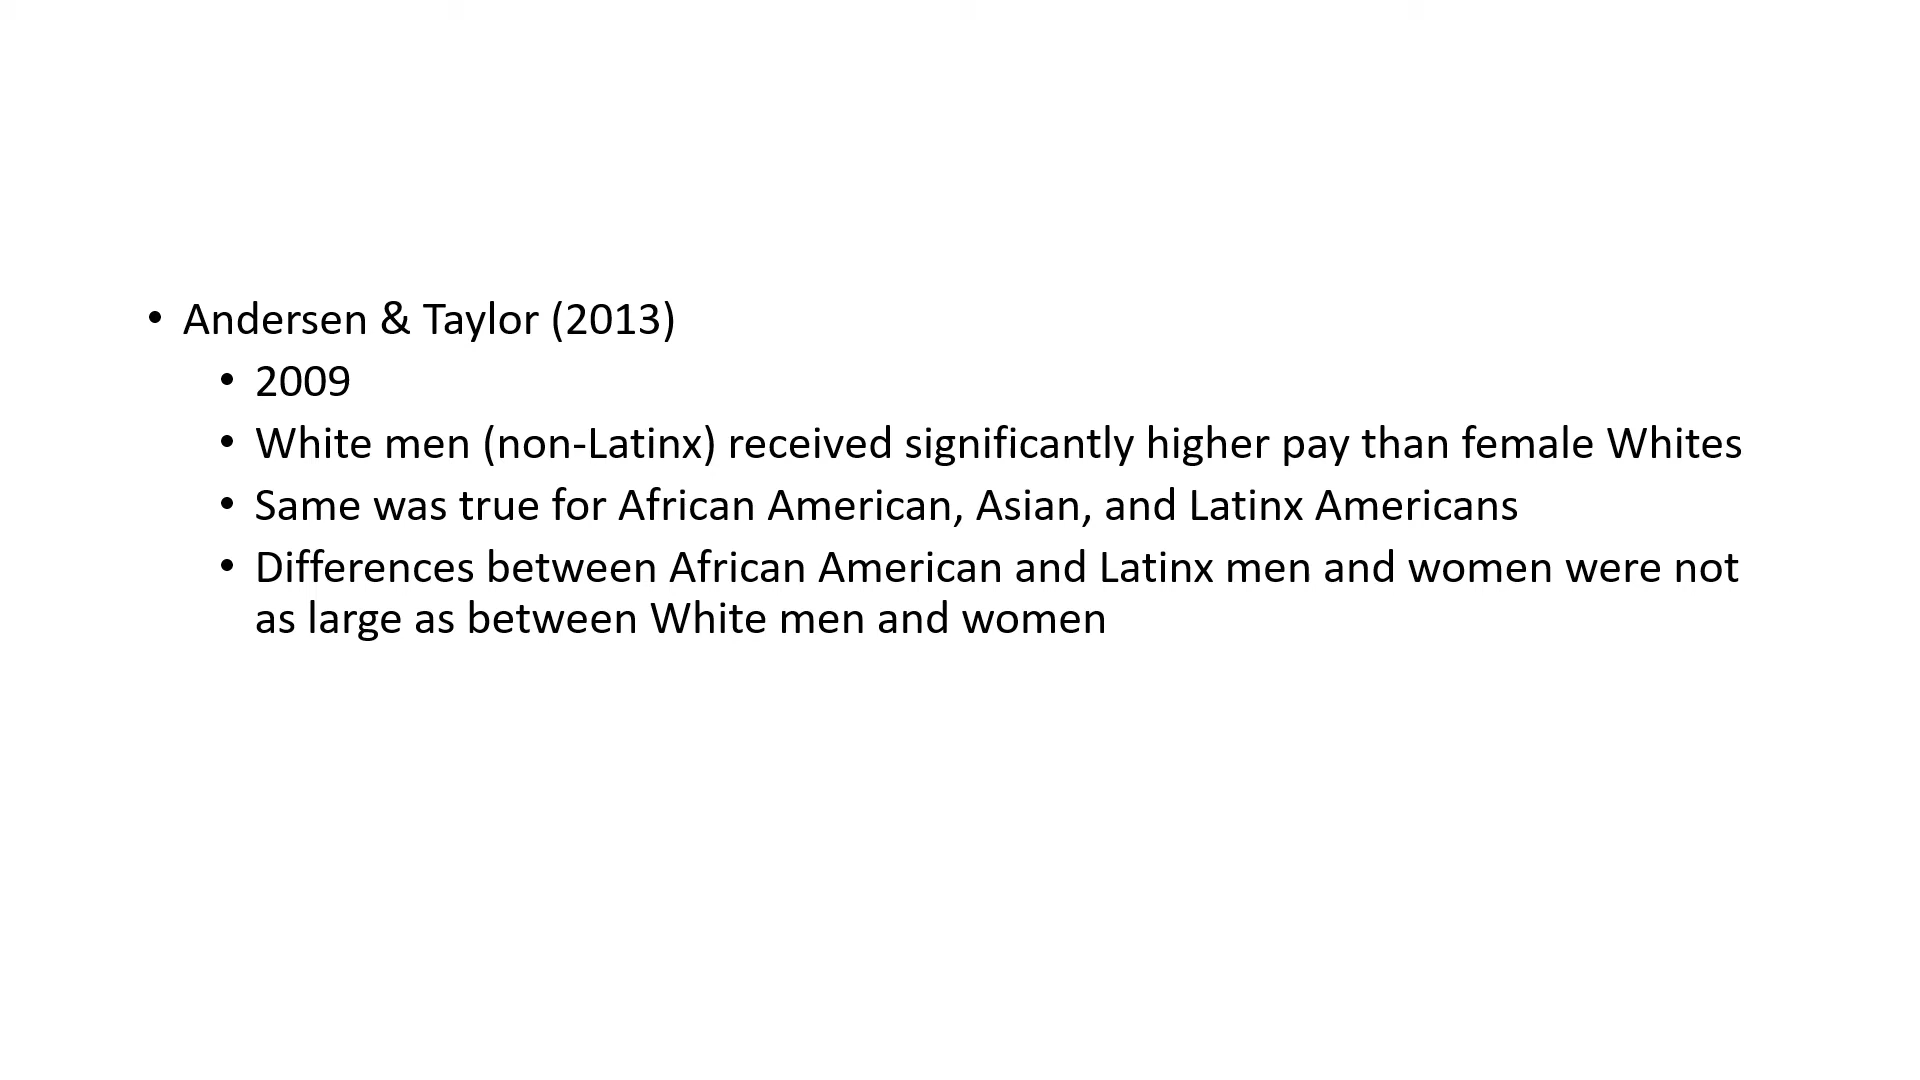 • Andersen & Taylor (2013)
• 2009
• White men (non-Latinx) received significantly higher pay than female Whites
• Same was true for African American, Asian, and Latinx Americans
• Differences between African American and Latinx men and women were not
as large as between White men and women